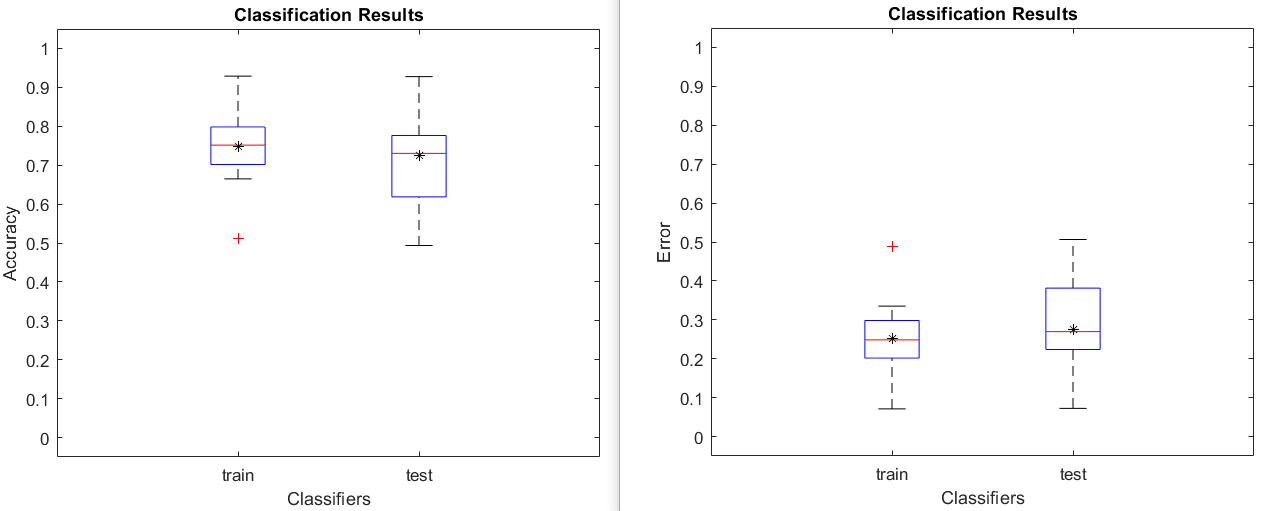 Classification Results
1
0.9
0.8
0.7
0.6
0.5
0.4
0.3
0.2
0.1
0
Accuracy
train test
Classifiers
Classification Results
1
0.9
0.8
0.7
0.6
0.5
0.4
0.3
0.2
0.1
0
Error
train test
Classifiers